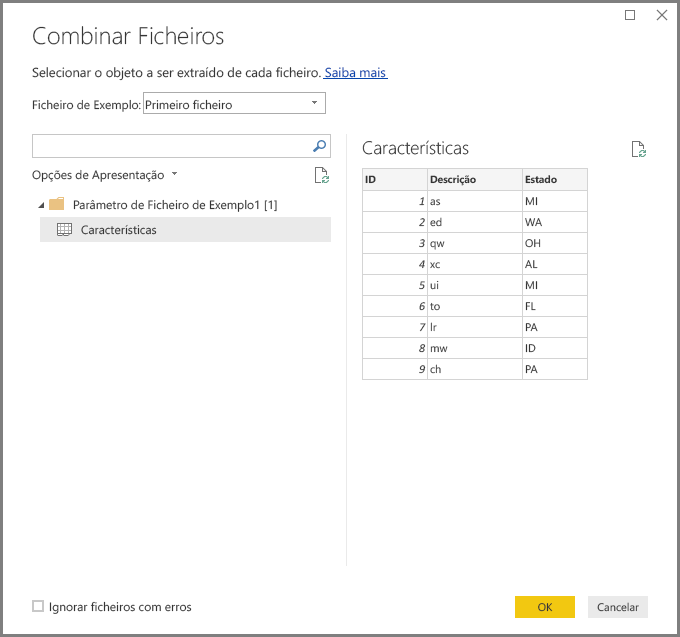 Combinar Ficheiros
Selecionar o objeto a ser extraído de cada ficheiro. Saiba mais
Ficheiro de Exemplo: Primeiro ficheiro
Opções de Apresentação
Parâmetro de Ficheiro de Exemplo1 [1]
Características
Características
ID Descrição Estado
1 as MI
2 ed WA
3 qw OH
4 xc AL
5 ui MI
6 to FL
7 lr PA
8 mw ID
9 ch PA
Ignorar ficheiros com erros
OK Cancelar